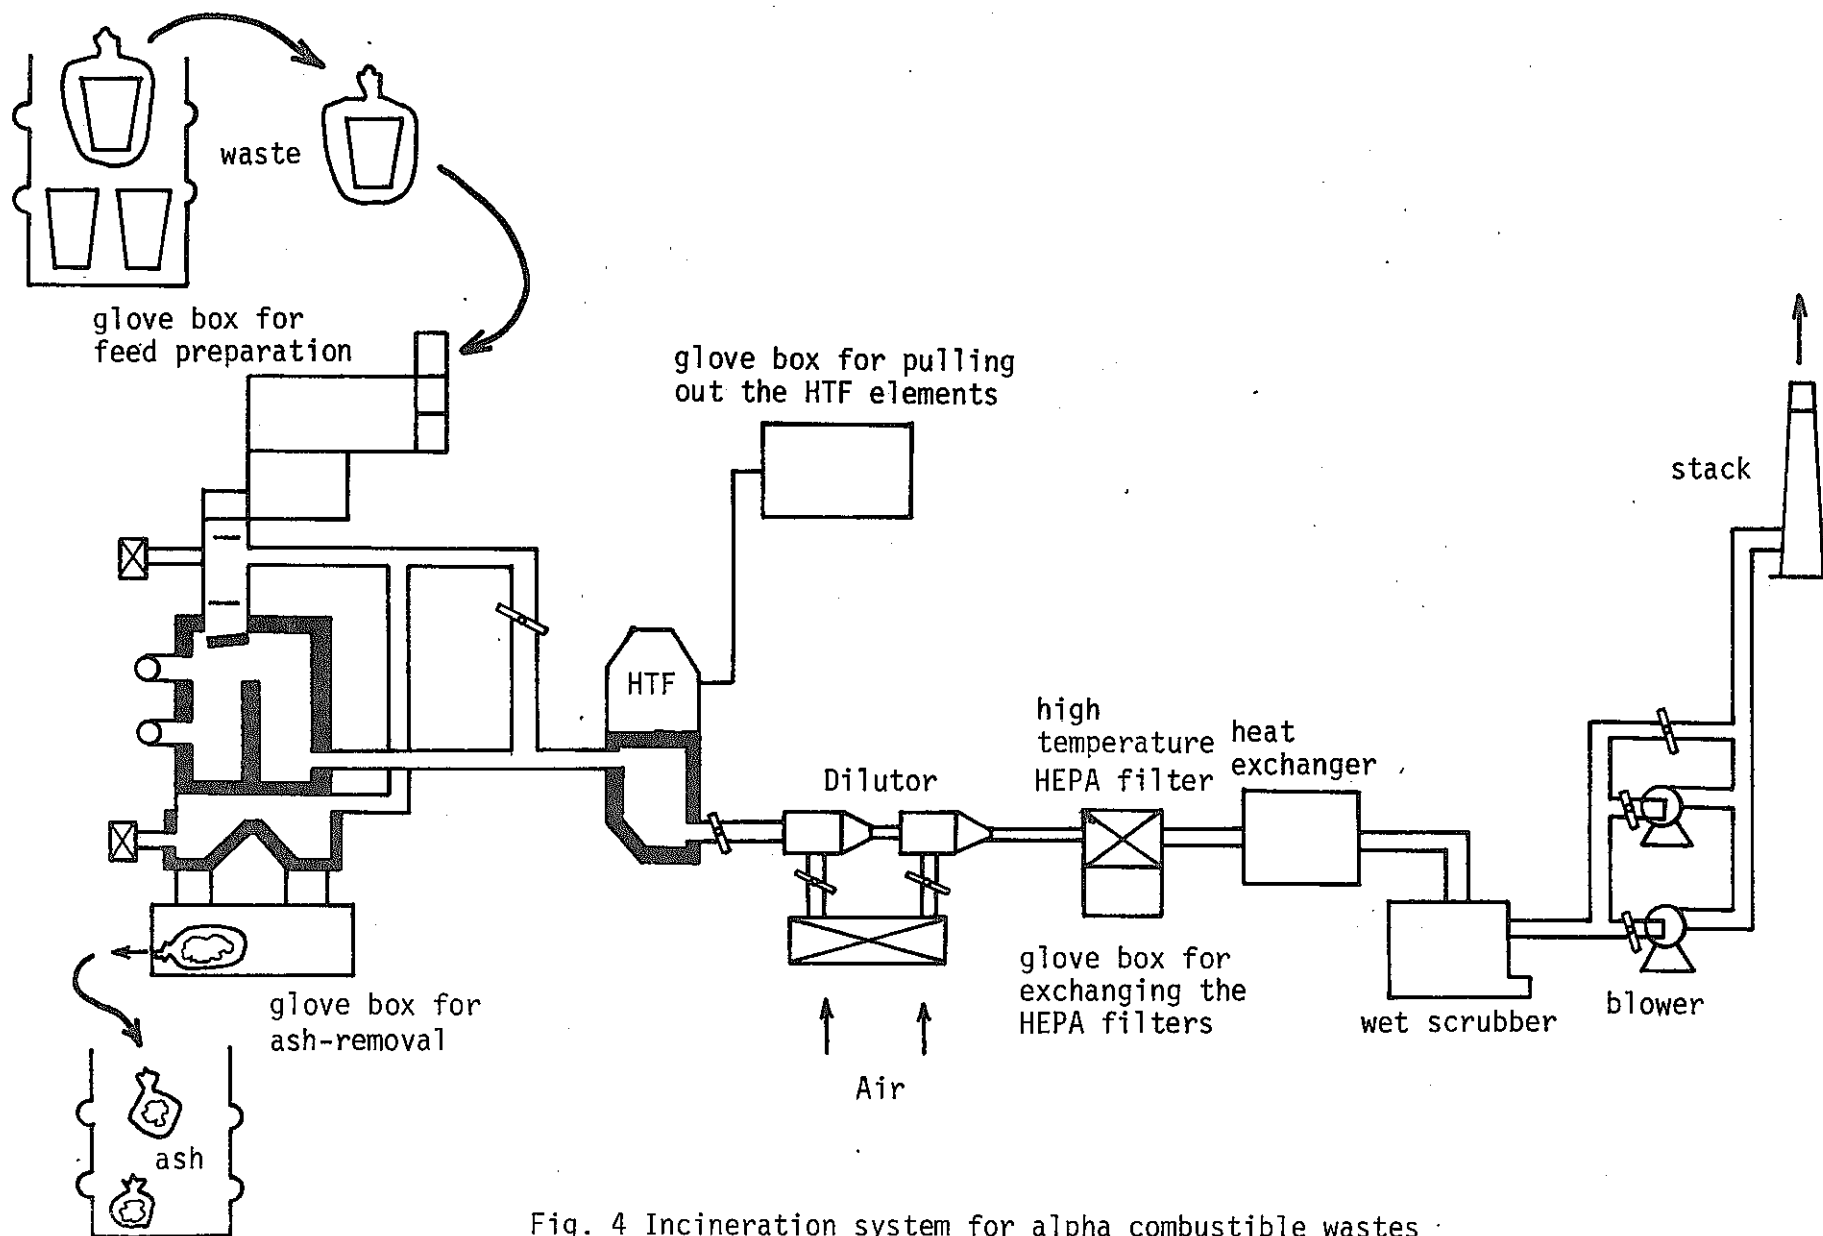 waste
glove box for
feed preparation
glove box for pulling
out the HTF elements
stack
HTF
high
temperature
HEPA filter
heat
exchanger
Dilutor
glove box for
exchanging the
HEPA filters
wet scrubber
blower
glove box for
ash-removal
Air
ash
Fig. 4 Incineration system for alpha combustible wastes